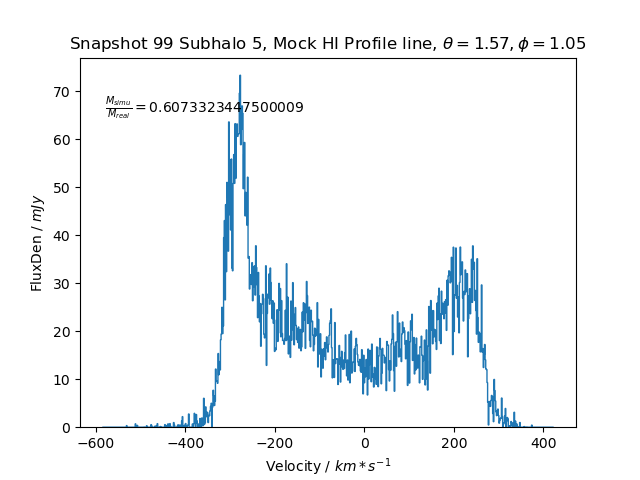 Snapshot 99 Subhalo 5, Mock HI Profile line, θ = 1.57, ϕ = 1.05
M_simu/M_real = 0.6073323447500009
FluxDen / mJy
70
60
50
40
30
20
10
0
−600 −400 −200 0 200 400
Velocity / km * s⁻¹